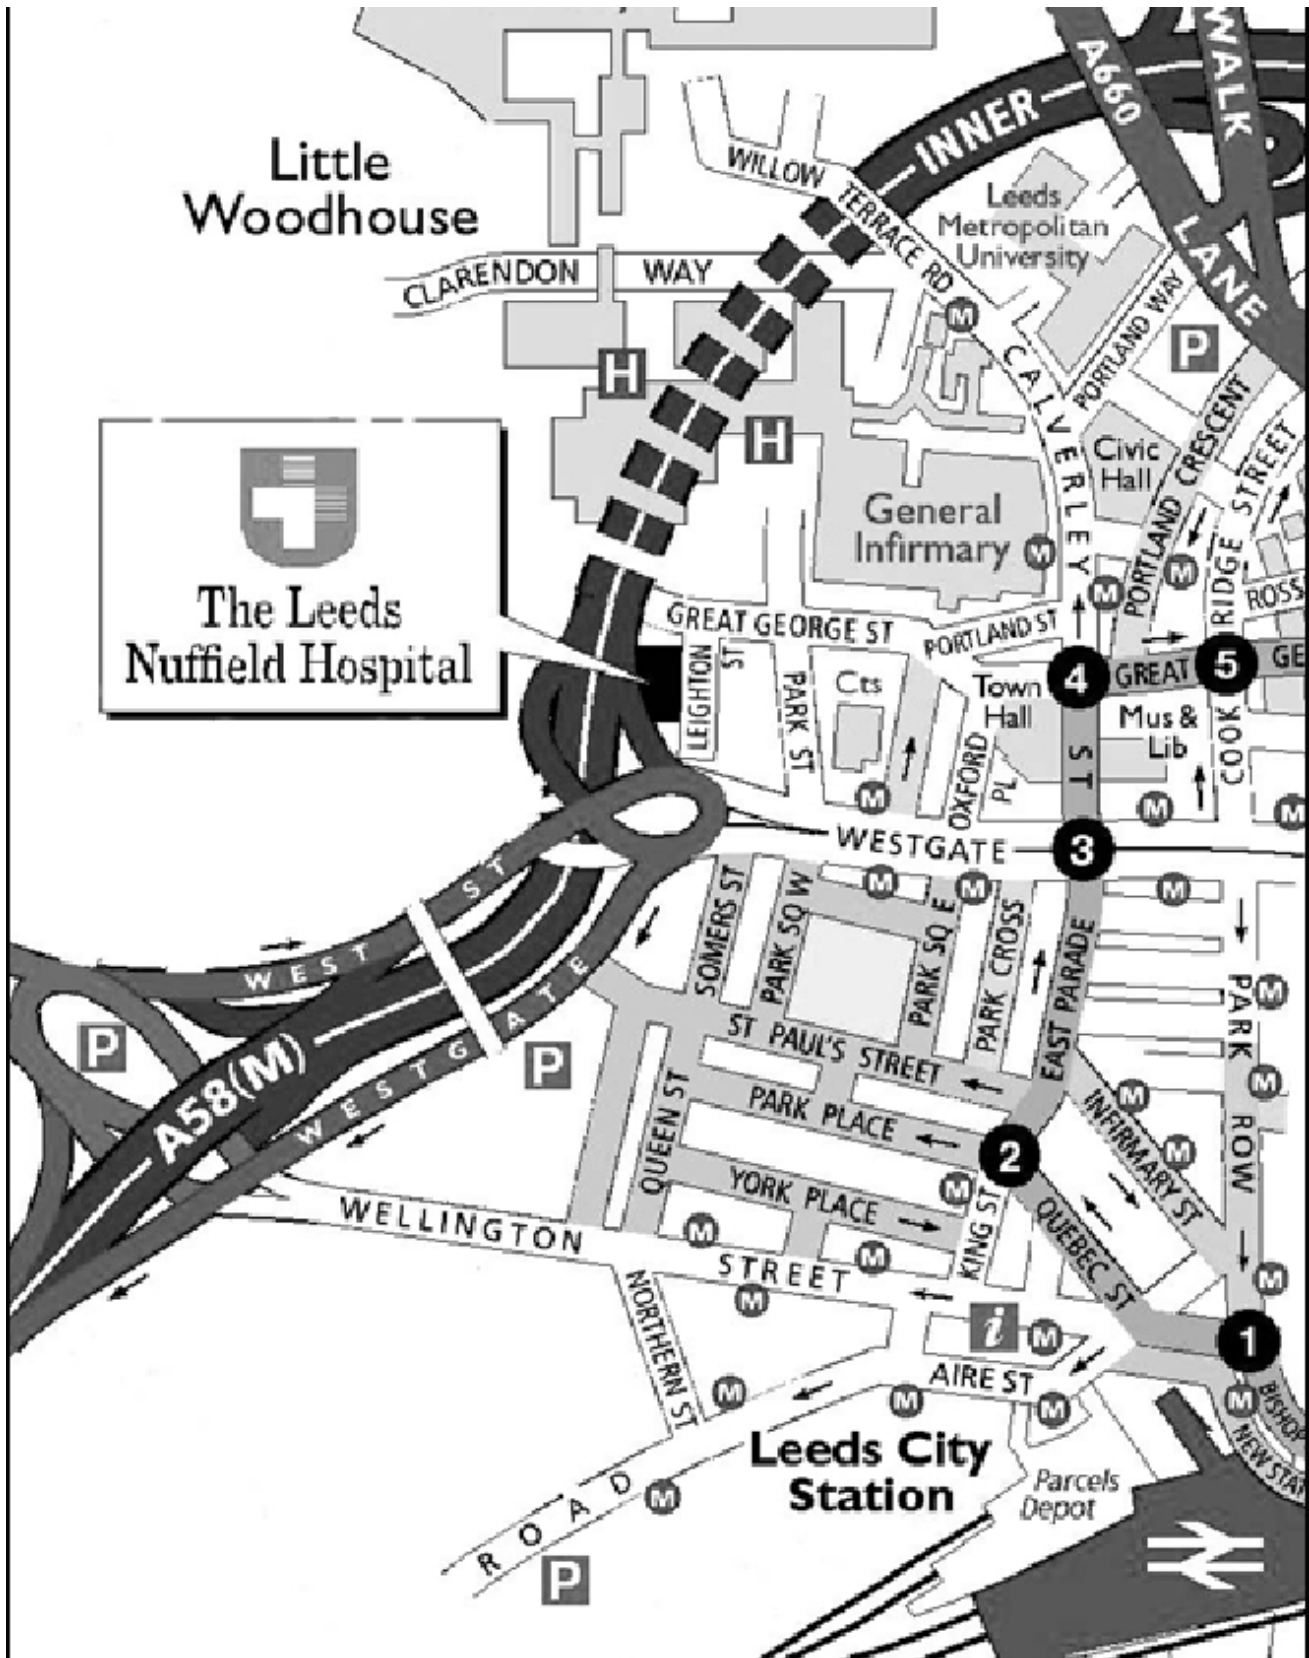 WALK
A660
INNER
LANE
Little
Woodhouse
WILLOW
TERRACE RD
Leeds
Metropolitan
University
CLARENDON WAY
M
PORTLAND WAY
P
CALVERLEY
H
H
PORTLAND CRESCENT
Civic
Hall
STREET
General
Infirmary
M
M
M
RIDGE
ROSS
The Leeds
Nuffield Hospital
GREAT GEORGE ST
PORTLAND ST
LEIGHTON
ST
PARK ST
Cts
Town
Hall
4
GREAT
5
GE
Mus &
Lib
COOK
ST
OXFORD
PL
M
M
M
WESTGATE
3
WEST ST
M
M
M
SOMERS ST
PARK SQ W
PARK SQ E
PARK CROSS
EAST PARADE
PARK ROW
M
WEST
P
A58(M)
WESTGATE
P
ST PAUL'S STREET
QUEEN ST
PARK PLACE
2
INFIRMARY ST
M
M
M
YORK PLACE
M
KING ST
QUEBEC ST
WELLINGTON
STREET
M
M
M
M
NORTHERN ST
i
M
1
AIRE ST
M
M
M
M
BISHOP
NEW STA
Leeds City
Station
Parcels
Depot
ROAD
M
P